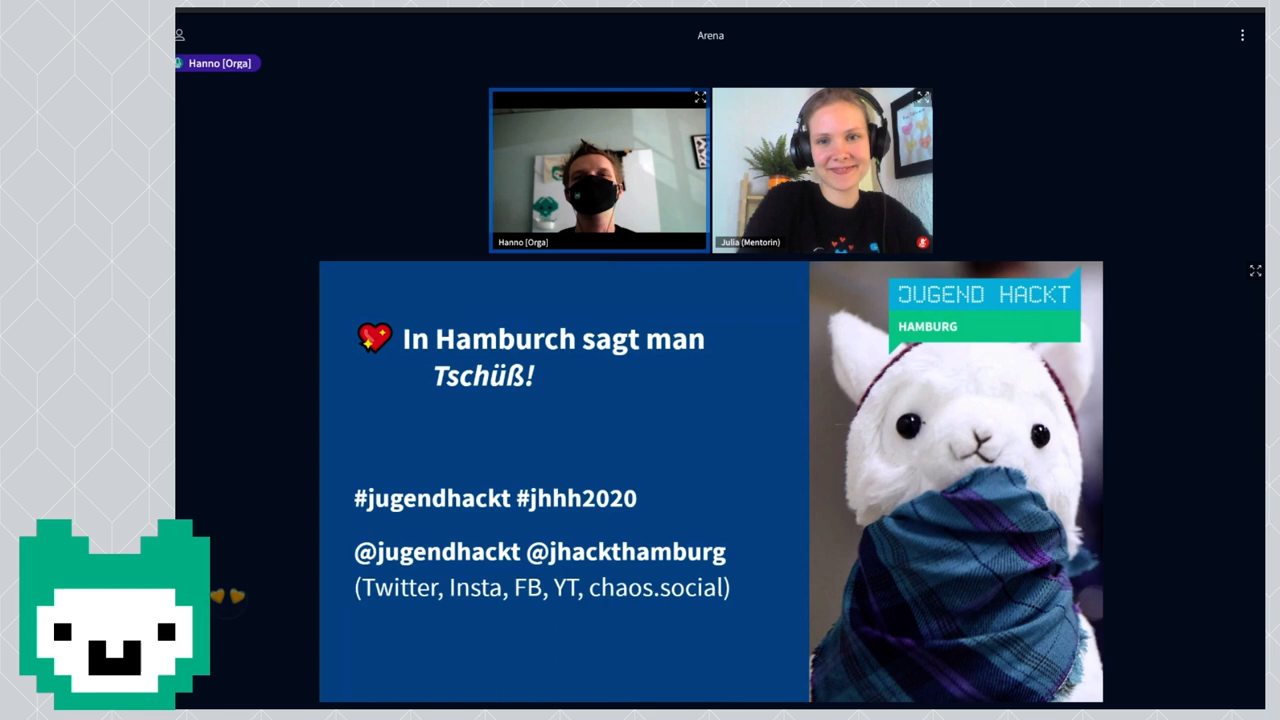 Arena
Hanno [Orga]
Hanno [Orga]
Julia (Mentorin)
JUGEND HACKT
HAMBURG
💖 In Hamburch sagt man
Tschüß!
#jugendhackt #jhhh2020
@jugendhackt @jhackthamburg
(Twitter, Insta, FB, YT, chaos.social)